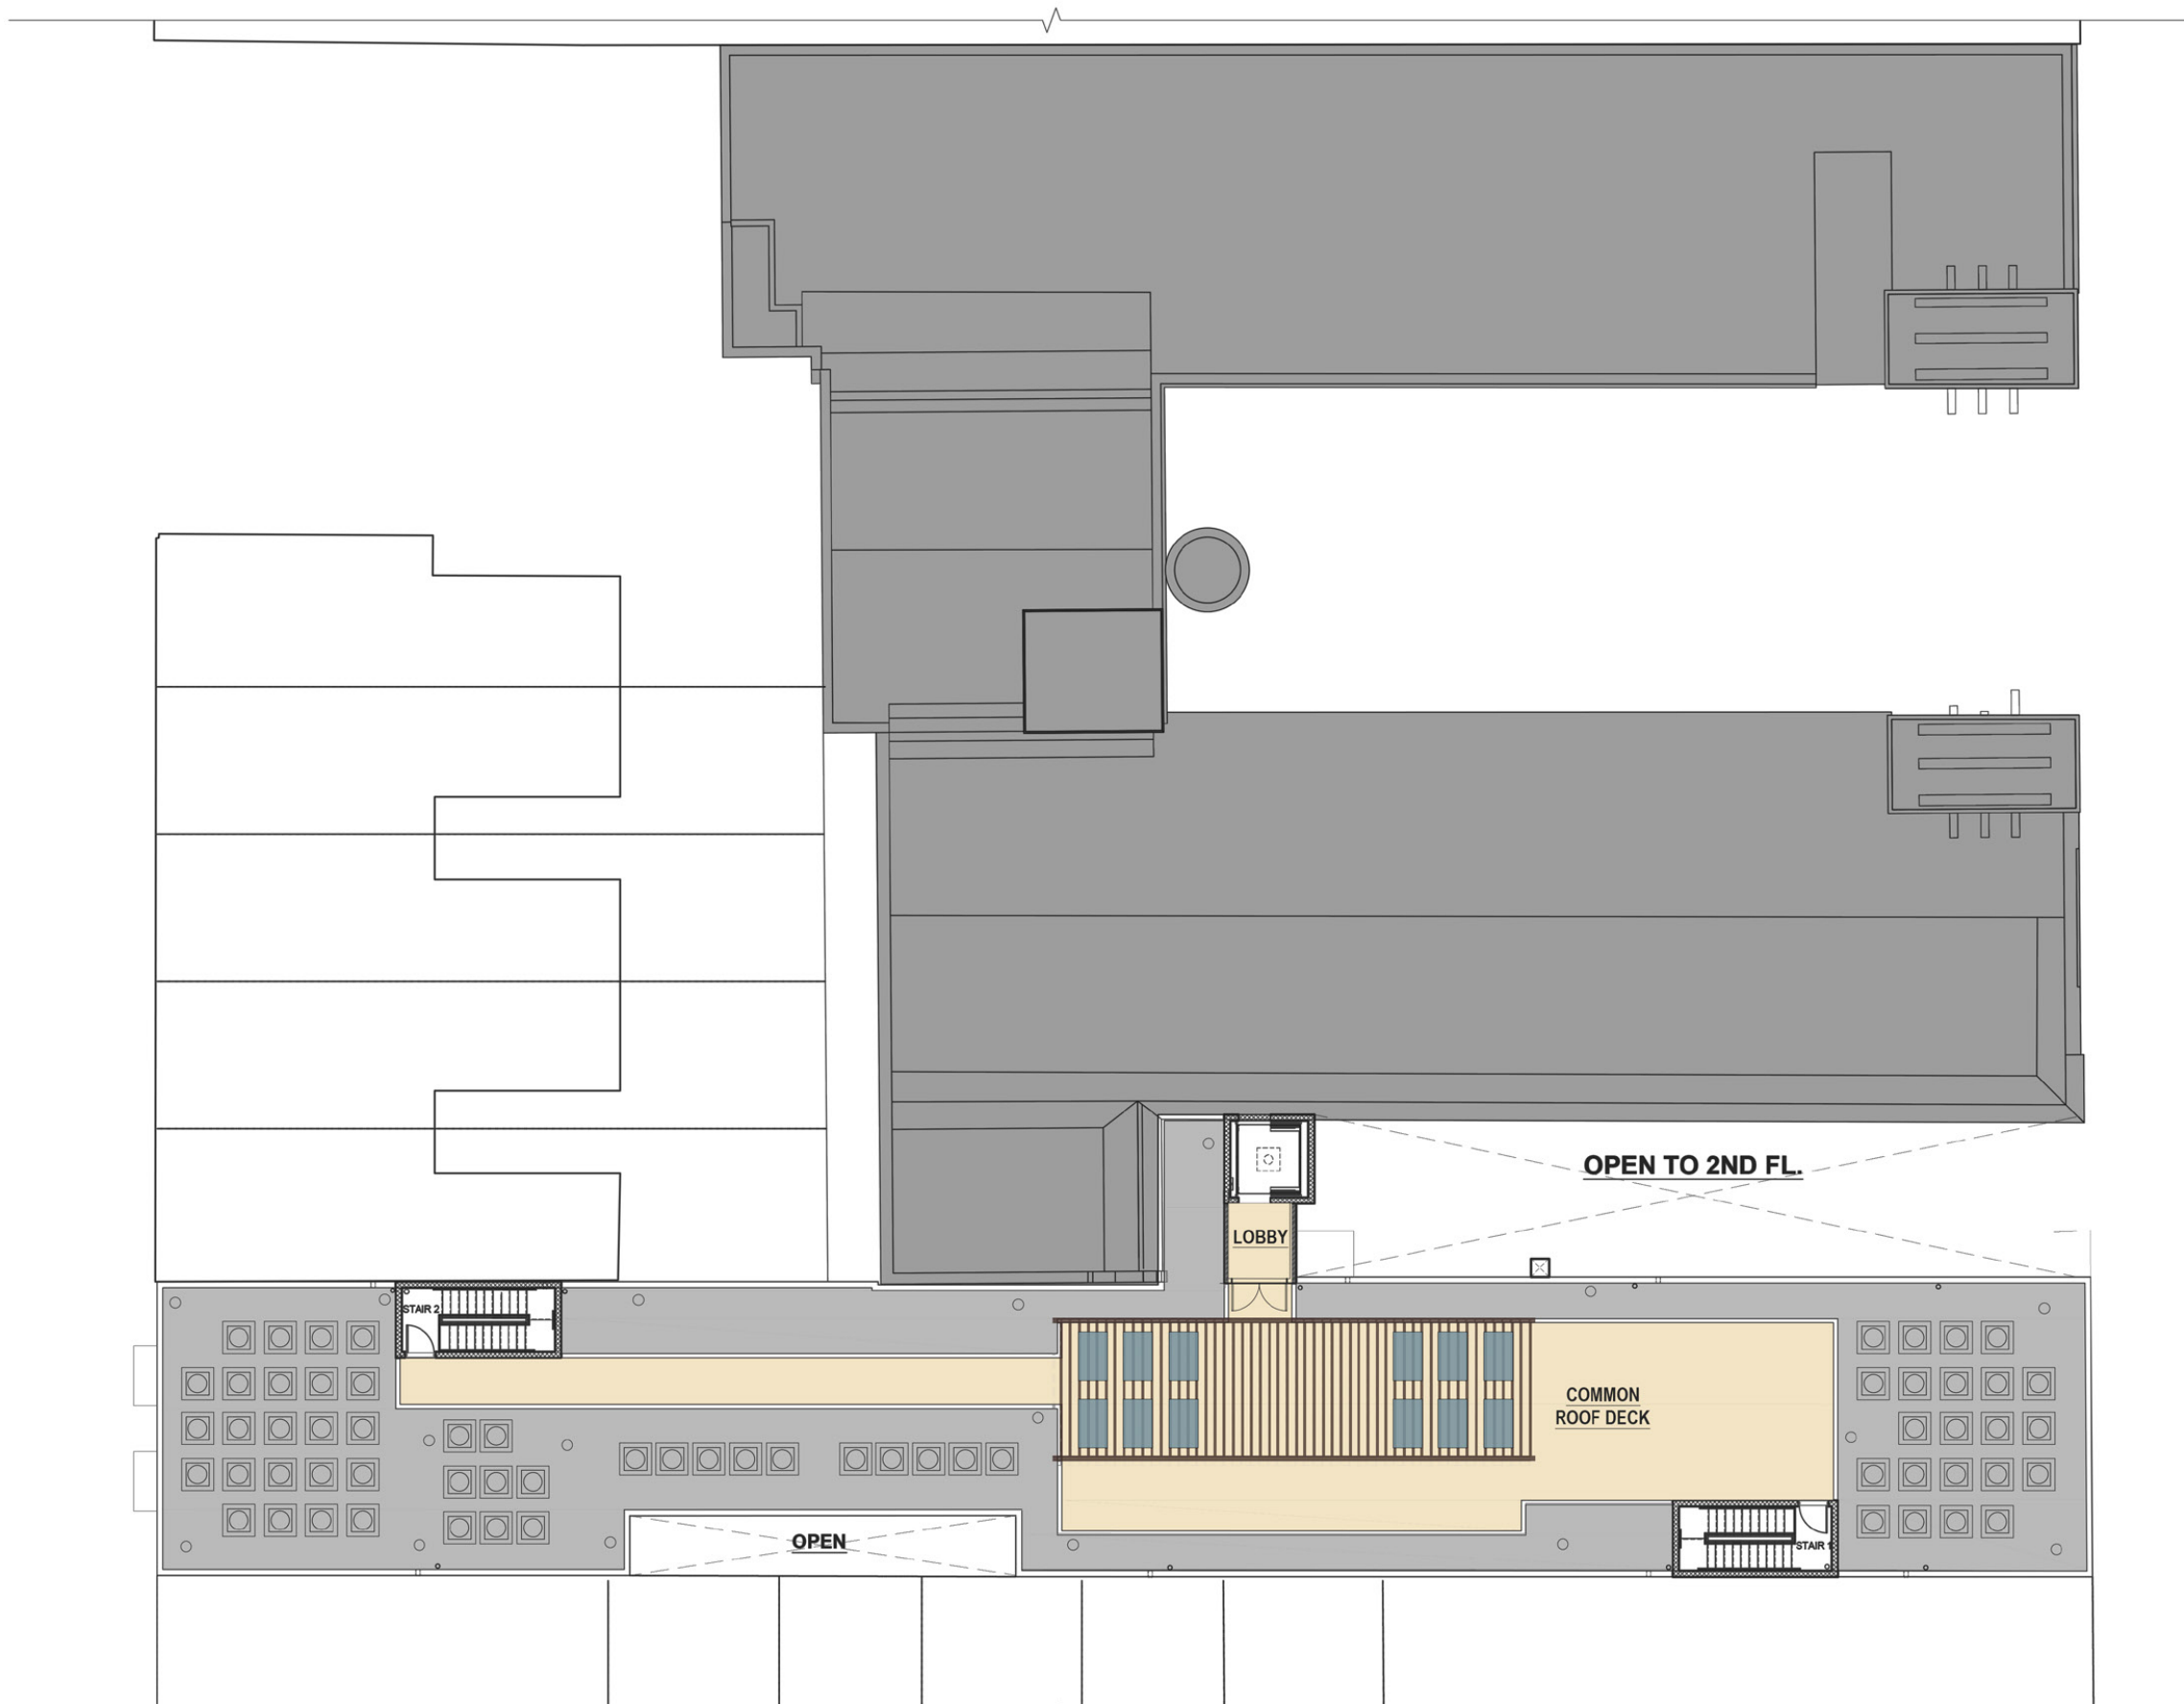 OPEN TO 2ND FL.
LOBBY
STAIR 2
COMMON
ROOF DECK
OPEN
STAIR 1